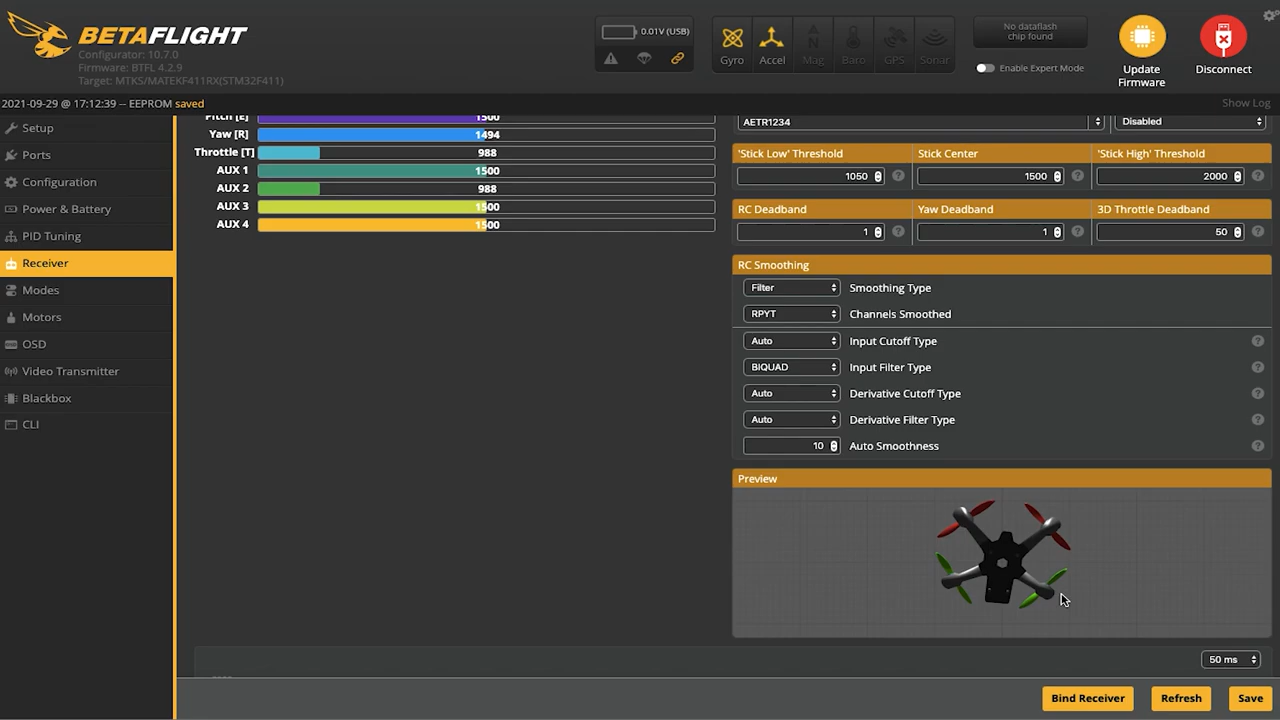 BETAFLIGHT
Configurator: 10.7.0
Firmware: BTFL 4.2.9
Target: MTKS/MATEKF411RX(STM32F411)
0.01V (USB)
Gyro
Accel
Mag
Baro
GPS
Sonar
No dataflash
chip found
Enable Expert Mode
Update
Firmware
Disconnect
2021-09-29 @ 17:12:39 -- EEPROM saved
Show Log
Setup
Ports
Configuration
Power & Battery
PID Tuning
Receiver
Modes
Motors
OSD
Video Transmitter
Blackbox
CLI
Pitch [E] 1500
Yaw [R] 1494
Throttle [T] 988
AUX 1 1500
AUX 2 988
AUX 3 1500
AUX 4 1500
AETR1234
Disabled
'Stick Low' Threshold
Stick Center
'Stick High' Threshold
1050
1500
2000
RC Deadband
Yaw Deadband
3D Throttle Deadband
1
1
50
RC Smoothing
Filter Smoothing Type
RPYT Channels Smoothed
Auto Input Cutoff Type
BIQUAD Input Filter Type
Auto Derivative Cutoff Type
Auto Derivative Filter Type
10 Auto Smoothness
Preview
50 ms
Bind Receiver
Refresh
Save